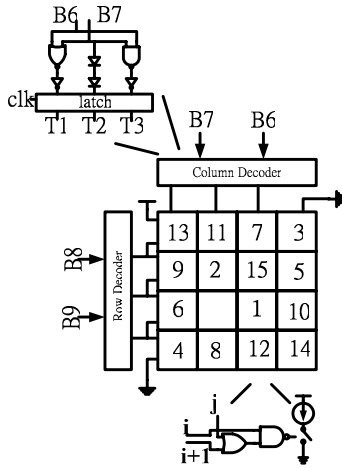 B6 B7
clk
latch
T1 T2 T3
B7 B6
Column Decoder
Row Decoder
B8
B9
13 11 7 3
9 2 15 5
6 1 10
4 8 12 14
j
i
i+1